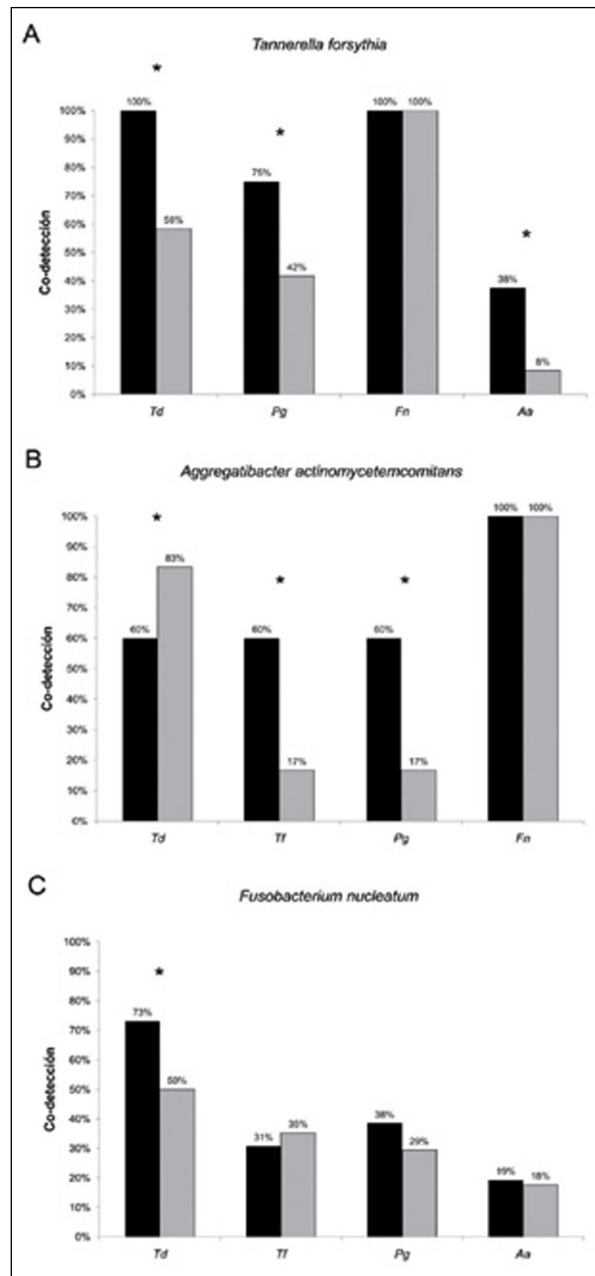 A
Tannerella forsythia
* * *
100%
90%
80%
70%
60%
50%
40%
30%
20%
10%
0%
Co-detección
100% 58% 75% 42% 100% 100% 38% 8%
Td Pg Fn Aa
B
Aggregatibacter actinomycetemcomitans
* * *
100%
90%
80%
70%
60%
50%
40%
30%
20%
10%
0%
Co-detección
60% 83% 60% 17% 60% 17% 100% 100%
Td Tf Pg Fn
C
Fusobacterium nucleatum
*
100%
90%
80%
70%
60%
50%
40%
30%
20%
10%
0%
Co-detección
73% 50% 31% 35% 38% 29% 19% 18%
Td Tf Pg Aa